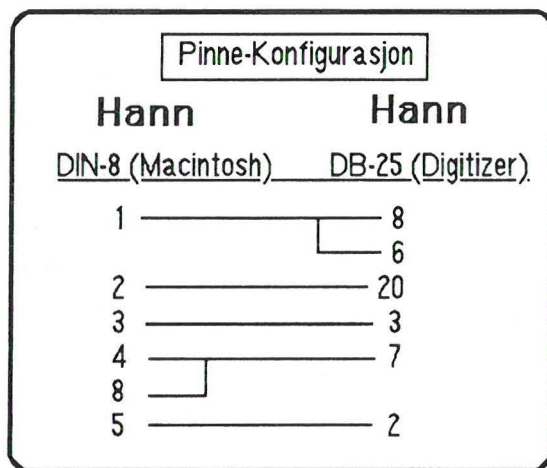 Pinne-Konfigurasjon
Hann Hann
DIN-8 (Macintosh) DB-25 (Digitizer)
1 8
6
2 20
3 3
4 7
8
5 2